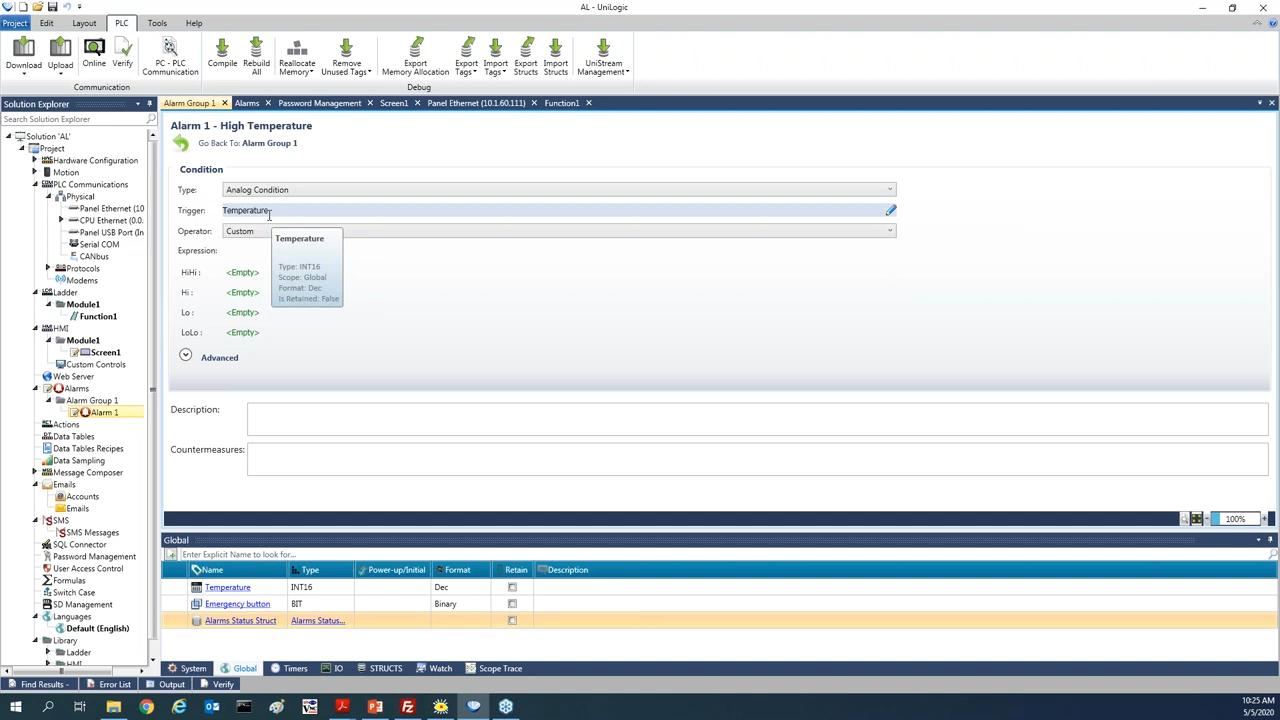 AL - UniLogic
Project Edit Layout PLC Tools Help
Download Upload Online Verify PC - PLC Communication Compile Rebuild All Reallocate Memory Remove Unused Tags Export Memory Allocation Export Tags Import Tags Export Structs Import Structs UniStream Management
Communication Debug
Solution Explorer
Search Solution Explorer
Solution 'AL'
Project
Hardware Configuration
Motion
PLC Communications
Physical
Panel Ethernet (10
CPU Ethernet (0.0.
Panel USB Port (In
Serial COM
CANbus
Protocols
Modems
Ladder
Module1
Function1
HMI
Module1
Screen1
Custom Controls
Web Server
Alarms
Alarm Group 1
Alarm 1
Actions
Data Tables
Data Tables Recipes
Data Sampling
Message Composer
Emails
Accounts
Emails
SMS
SMS Messages
SQL Connector
Password Management
User Access Control
Formulas
Switch Case
SD Management
Languages
Default (English)
Library
Ladder
HMI
Alarm Group 1 Alarms Password Management Screen1 Panel Ethernet (10.1.60.111) Function1
Alarm 1 - High Temperature
Go Back To: Alarm Group 1
Condition
Type: Analog Condition
Trigger: Temperature
Operator: Custom
Expression:
HiHi : <Empty>
Hi : <Empty>
Lo : <Empty>
LoLo : <Empty>
Temperature
Type: INT16
Scope: Global
Format: Dec
Is Retained: False
Advanced
Description:
Countermeasures:
100%
Global
Enter Explicit Name to look for...
Name Type Power-up/Initial Format Retain Description
Temperature INT16 Dec
Emergency button BIT Binary
Alarms Status Struct Alarms Status...
System Global Timers IO STRUCTS Watch Scope Trace
Find Results - Error List Output Verify
10:25 AM
5/5/2020